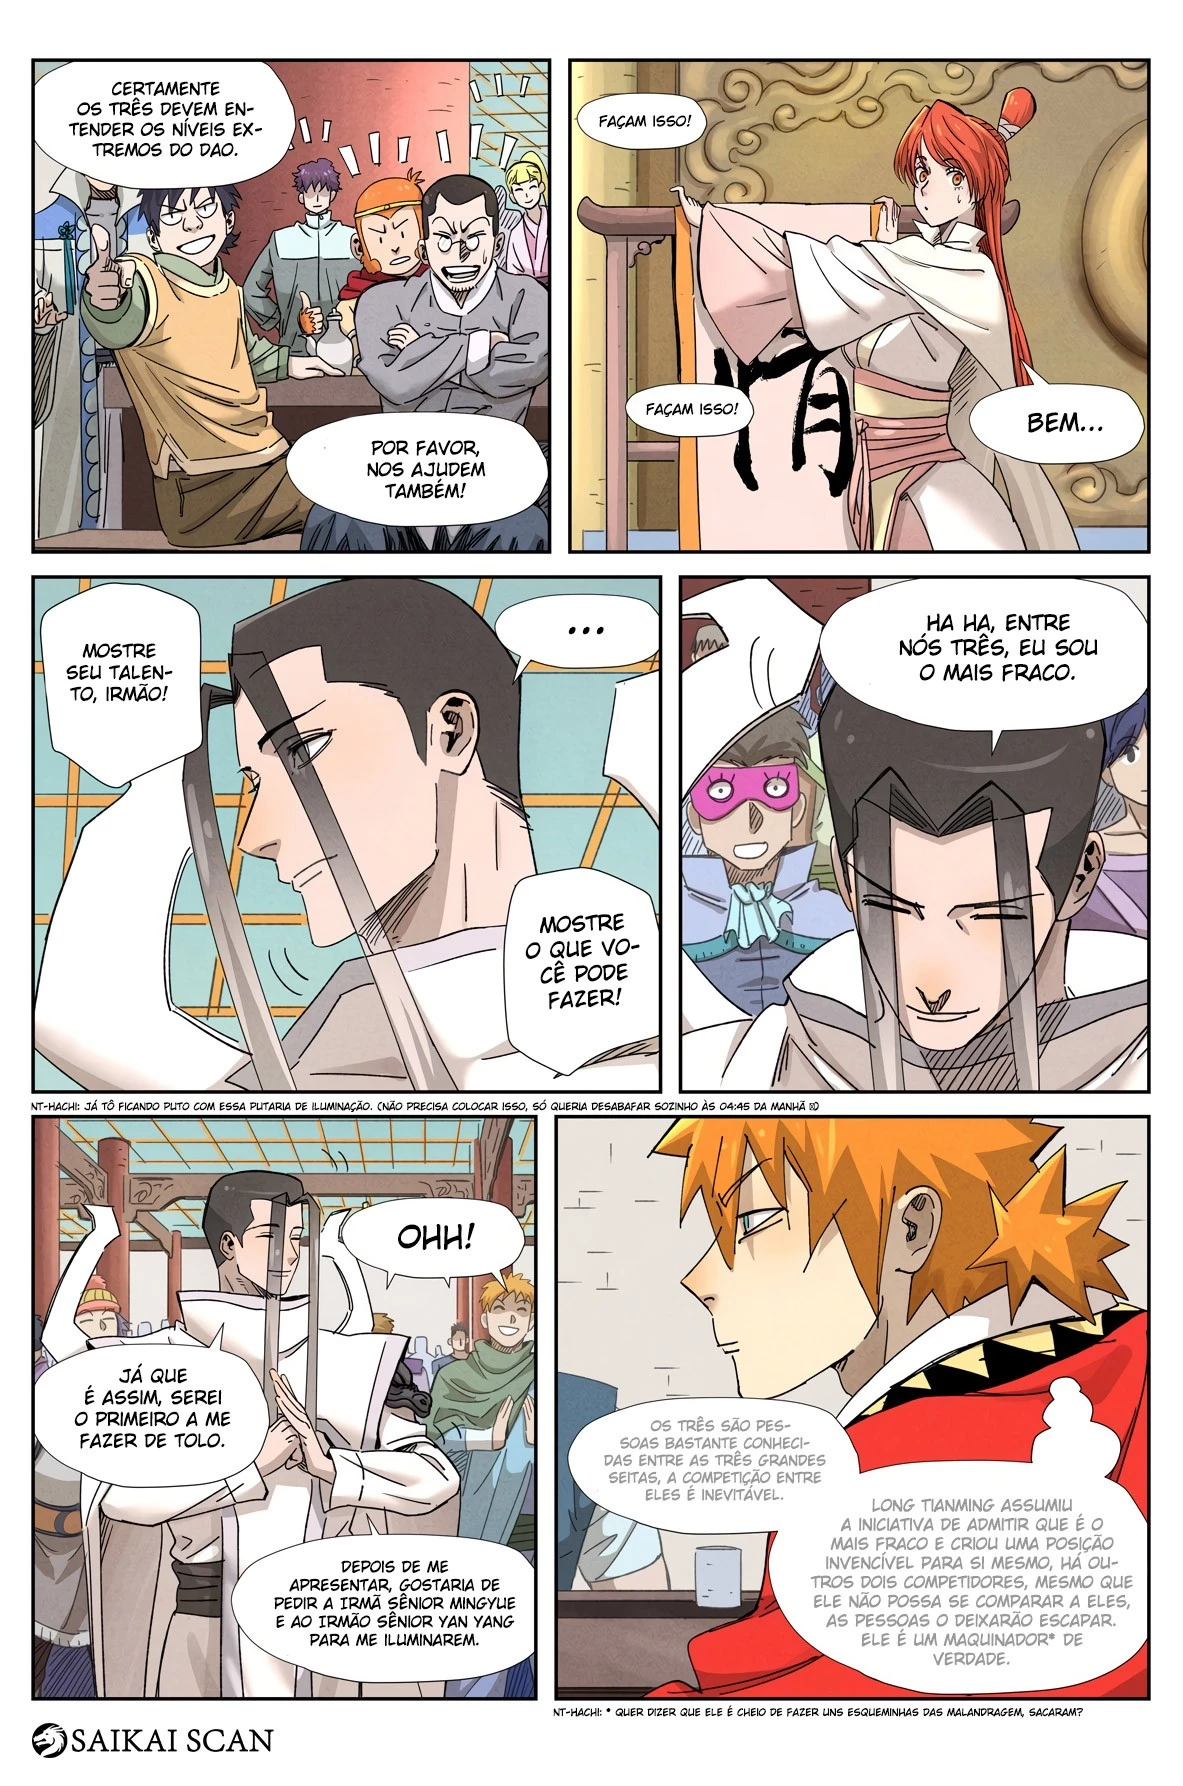 CERTAMENTE
OS TRÊS DEVEM EN-
TENDER OS NÍVEIS EX-
TREMOS DO DAO.
POR FAVOR,
NOS AJUDEM
TAMBÉM!
FAÇAM ISSO!
FAÇAM ISSO!
BEM...
MOSTRE
SEU TALEN-
TO, IRMÃO!
...
MOSTRE
O QUE VO-
CÊ PODE
FAZER!
HA HA, ENTRE
NÓS TRÊS, EU SOU
O MAIS FRACO.
NT-HACHI: JÁ TÔ FICANDO PUTO COM ESSA PUTARIA DE ILUMINAÇÃO. (NÃO PRECISA COLOCAR ISSO, SÓ QUERIA DESABAFAR SOZINHO ÀS 04:45 DA MANHÃ
OHH!
JÁ QUE
É ASSIM, SEREI
O PRIMEIRO A ME
FAZER DE TOLO.
DEPOIS DE ME
APRESENTAR, GOSTARIA DE
PEDIR A IRMÃ SÊNIOR MINGYUE
E AO IRMÃO SÊNIOR YAN YANG
PARA ME ILUMINAREM.
OS TRÊS SÃO PES-
SOAS BASTANTE CONHECI-
DAS ENTRE AS TRÊS GRANDES
SEITAS, A COMPETIÇÃO ENTRE
ELES É INEVITÁVEL.
LONG TIANMING ASSUMIU
A INICIATIVA DE ADMITIR QUE É O
MAIS FRACO E CRIOU UMA POSIÇÃO
INVENCÍVEL PARA SI MESMO, HÁ OU-
TROS DOIS COMPETIDORES, MESMO QUE
ELE NÃO POSSA SE COMPARAR A ELES,
AS PESSOAS O DEIXARÃO ESCAPAR.
ELE É UM MAQUINADOR* DE
VERDADE.
NT-HACHI: * QUER DIZER QUE ELE É CHEIO DE FAZER UNS ESQUEMINHAS DAS MALANDRAGEM, SACARAM?
SAIKAI SCAN